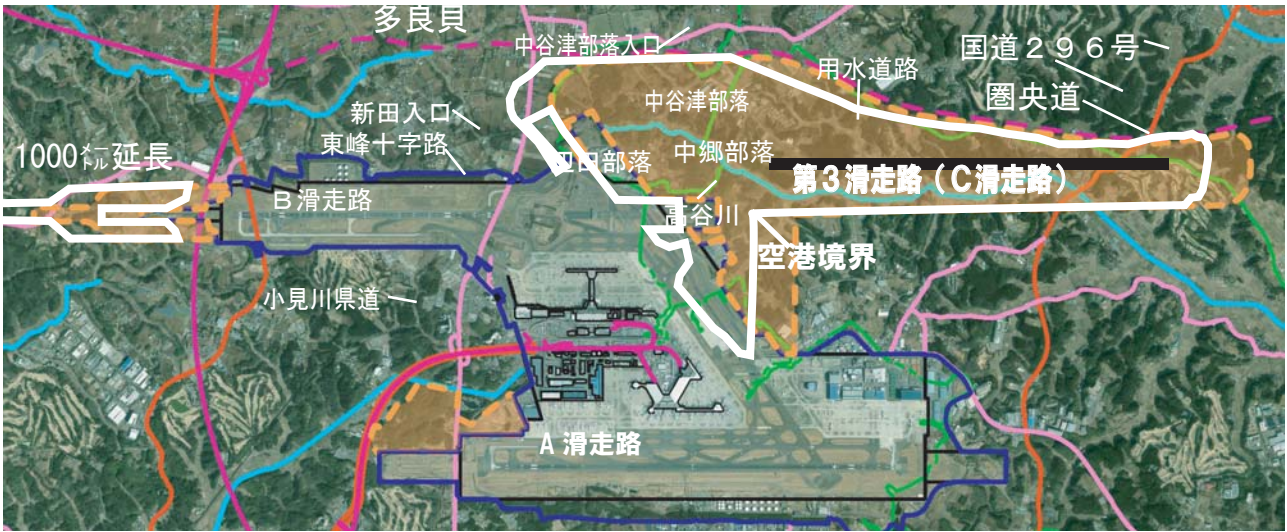 多良貝
中谷津部落入口
国道２９６号
用水道路
圏央道
中谷津部落
新田入口
東峰十字路
1000㍍延長
辺田部落
中郷部落
第３滑走路（Ｃ滑走路）
Ｂ滑走路
高谷川
空港境界
小見川県道
Ａ滑走路